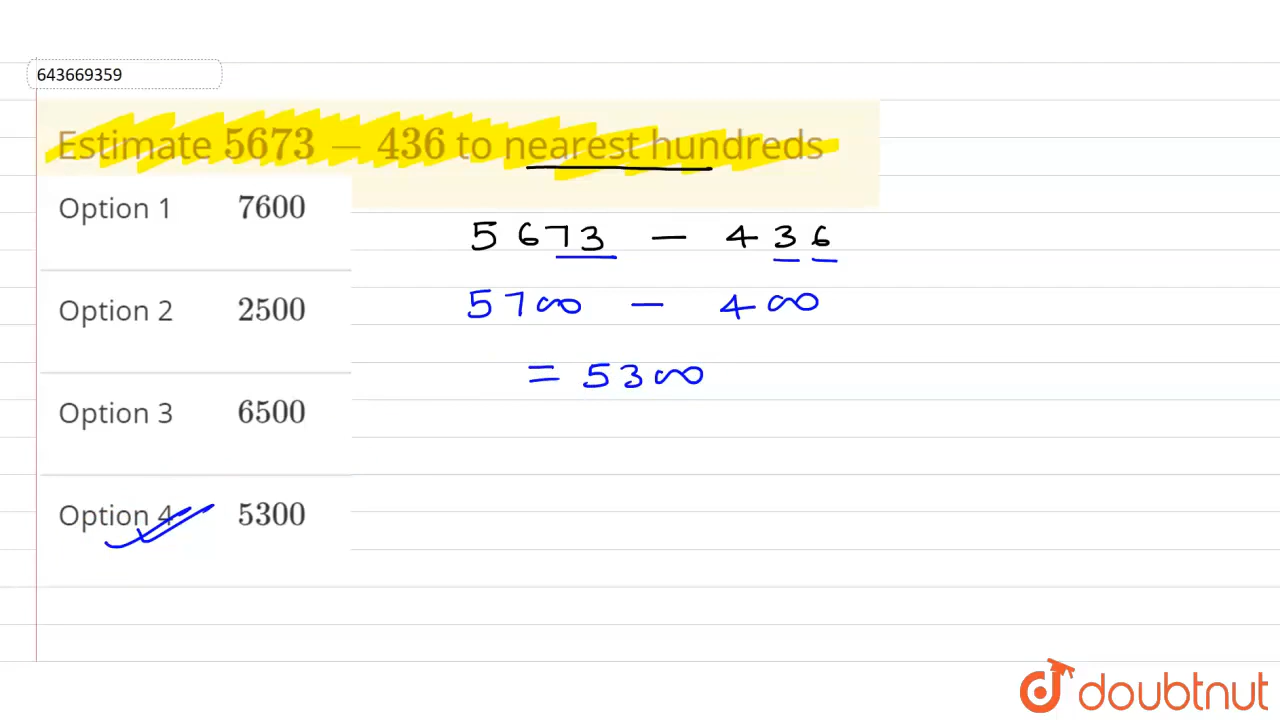 643669359
Estimate 5673 − 436 to nearest hundreds
Option 1 7600
Option 2 2500
Option 3 6500
Option 4 5300
5673 − 436
5700 − 400
= 5300
doubtnut